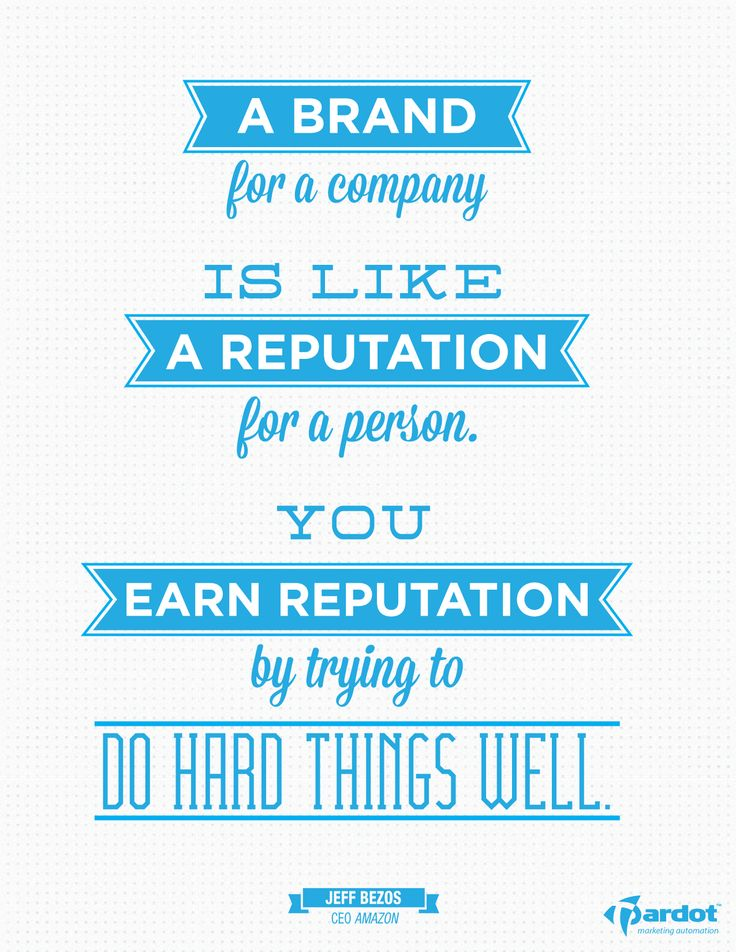 A BRAND
for a company
IS LIKE
A REPUTATION
for a person.
YOU
EARN REPUTATION
by trying to
DO HARD THINGS WELL.
JEFF BEZOS
CEO AMAZON
pardot™
marketing automation